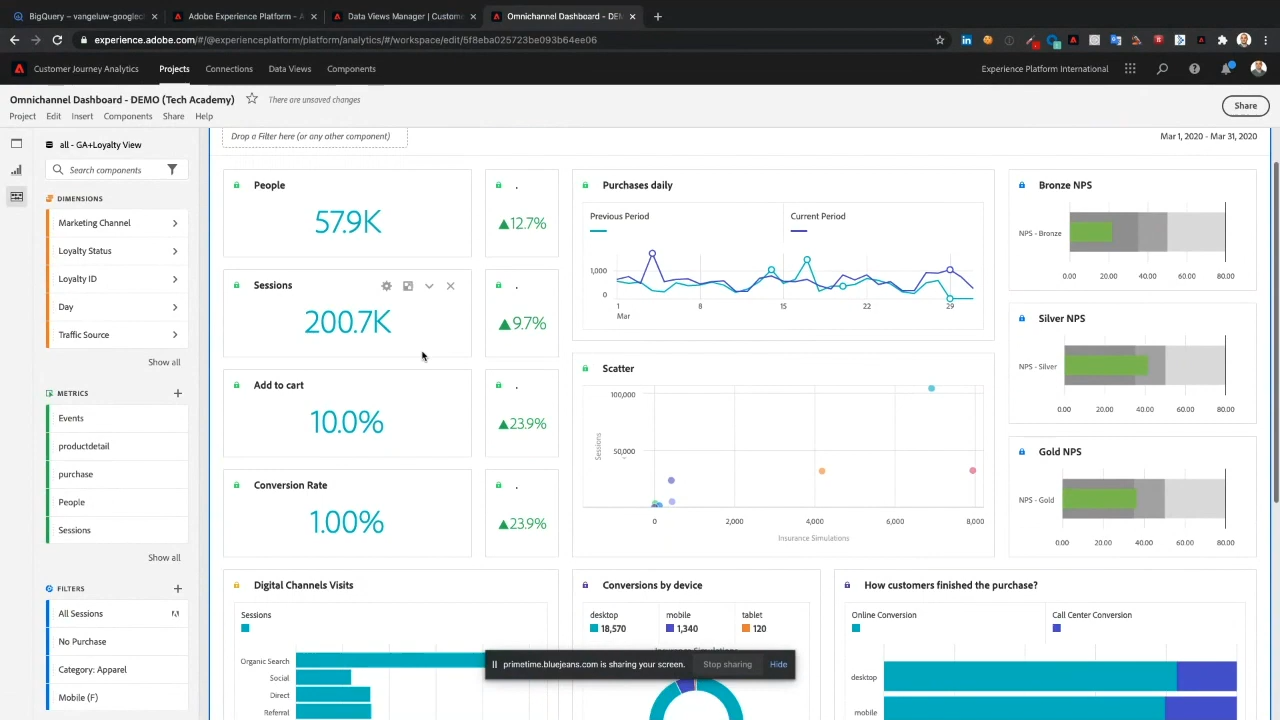 BigQuery – vangeluw-googlecl
Adobe Experience Platform - A
Data Views Manager | Custome
Omnichannel Dashboard - DEM
experience.adobe.com/#/@experienceplatform/platform/analytics/#/workspace/edit/5f8eba025723be093b64ee06
Customer Journey Analytics
Projects
Connections
Data Views
Components
Experience Platform International
Omnichannel Dashboard - DEMO (Tech Academy)
There are unsaved changes
Share
Project
Edit
Insert
Components
Share
Help
all - GA+Loyalty View
Search components
DIMENSIONS
Marketing Channel
Loyalty Status
Loyalty ID
Day
Traffic Source
Show all
METRICS
Events
productdetail
purchase
People
Sessions
Show all
FILTERS
All Sessions
No Purchase
Category: Apparel
Mobile (F)
Drop a Filter here (or any other component)
Mar 1, 2020 - Mar 31, 2020
People
57.9K
.
▲12.7%
Sessions
200.7K
.
▲9.7%
Add to cart
10.0%
.
▲23.9%
Conversion Rate
1.00%
.
▲23.9%
Purchases daily
Previous Period
Current Period
1,000
0
1
8
15
22
29
Mar
Scatter
100,000
50,000
Sessions
0
2,000
4,000
6,000
8,000
Insurance Simulations
Bronze NPS
NPS - Bronze
0.00
20.00
40.00
60.00
80.00
Silver NPS
NPS - Silver
0.00
20.00
40.00
60.00
80.00
Gold NPS
NPS - Gold
0.00
20.00
40.00
60.00
80.00
Digital Channels Visits
Sessions
Organic Search
Social
Direct
Referral
Conversions by device
desktop
18,570
mobile
1,340
tablet
120
How customers finished the purchase?
Online Conversion
Call Center Conversion
desktop
mobile
primetime.bluejeans.com is sharing your screen.
Stop sharing
Hide